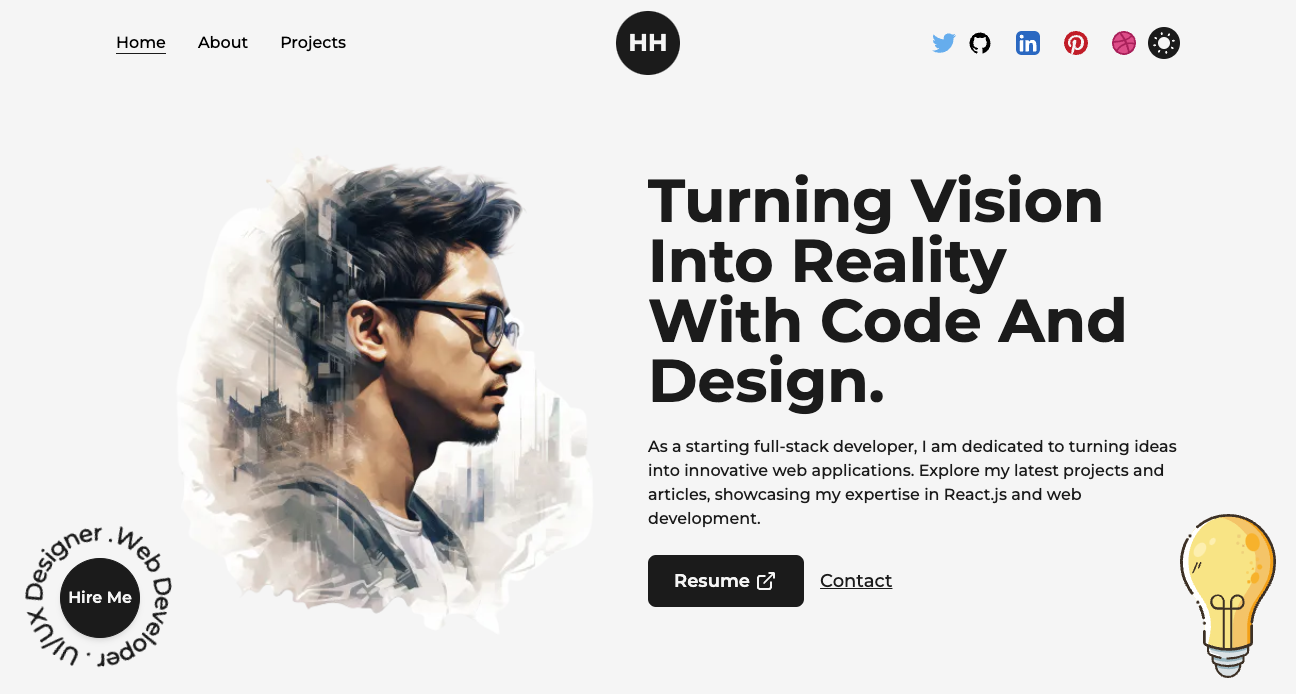 Home About Projects
HH
Turning Vision
Into Reality
With Code And
Design.
As a starting full-stack developer, I am dedicated to turning ideas
into innovative web applications. Explore my latest projects and
articles, showcasing my expertise in React.js and web
development.
Resume Contact
Web Developer . UI/UX Designer .
Hire Me